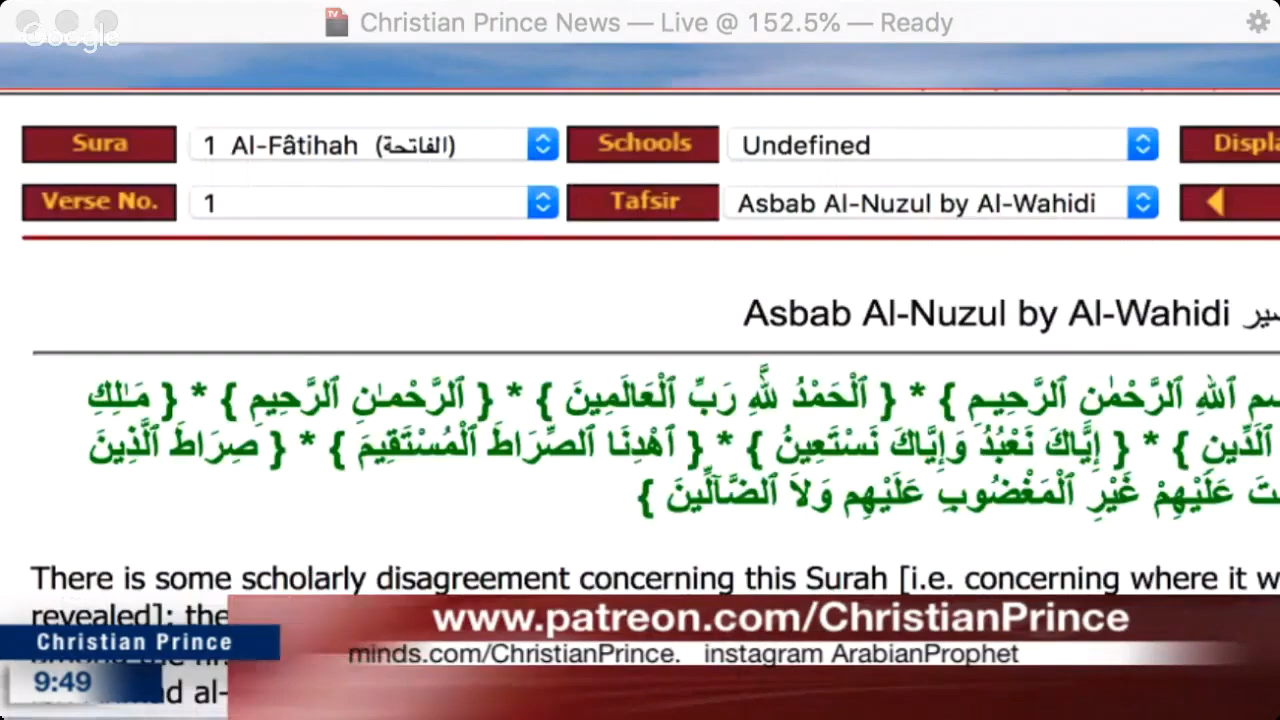 Christian Prince News — Live @ 152.5% — Ready
Google
Sura 1 Al-Fâtihah (الفاتحة) Schools Undefined
Verse No. 1 Tafsir Asbab Al-Nuzul by Al-Wahidi
Asbab Al-Nuzul by Al-Wahidi
ٱللهِ ٱلرَّحْمٰنِ ٱلرَّحِيمِ } * { ٱلْحَمْدُ للَّهِ رَبِّ ٱلْعَالَمِينَ } * { ٱلرَّحْمـٰنِ ٱلرَّحِيمِ } * { مَـٰلِكِ
ٱلدِّينِ } * { إِيَّاكَ نَعْبُدُ وَإِيَّاكَ نَسْتَعِينُ } * { ٱهْدِنَا ٱلصِّرَاطَ ٱلْمُسْتَقِيمَ } * { صِرَاطَ ٱلَّذِينَ
عَلَيْهِمْ غَيْرِ ٱلْمَغْضُوبِ عَلَيْهِم وَلاَ ٱلضَّآلِّينَ }
There is some scholarly disagreement concerning this Surah [i.e. concerning where it
revealed]; the
www.patreon.com/ChristianPrince
Christian Prince
minds.com/ChristianPrince. instagram ArabianProphet
9:49